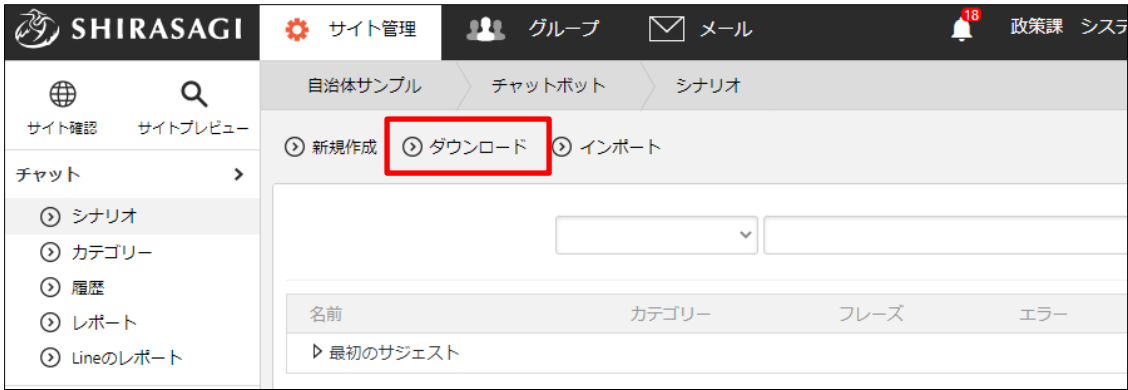 SHIRASAGI サイト管理 グループ メール 18 政策課 システ
サイト確認 サイトプレビュー
自治体サンプル チャットボット シナリオ
新規作成 ダウンロード インポート
チャット
シナリオ
カテゴリー
履歴
レポート
Lineのレポート
名前 カテゴリー フレーズ エラー
最初のサジェスト